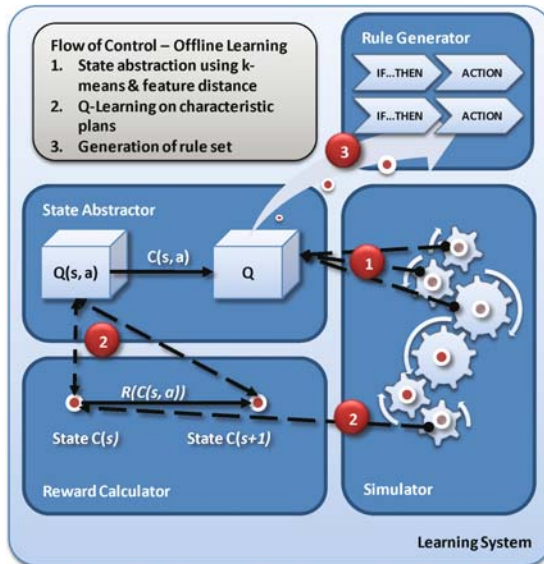 Flow of Control – Offline Learning
1. State abstraction using k-
means & feature distance
2. Q-Learning on characteristic
plans
3. Generation of rule set
Rule Generator
IF...THEN ACTION
IF...THEN ACTION
3
State Abstractor
Q(s, a)
C(s, a)
Q
1
2
R(C(s, a))
State C(s) State C(s+1)
2
Reward Calculator
Simulator
Learning System